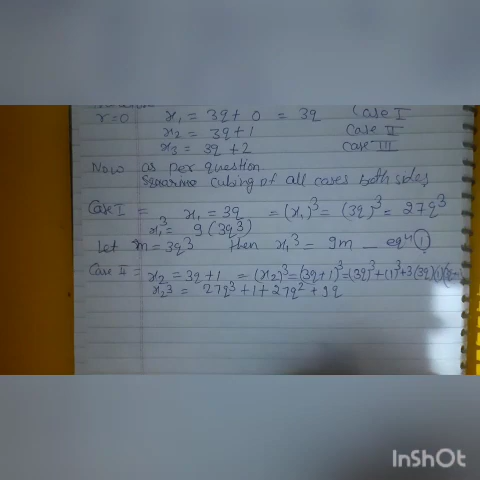 r=0 x₁ = 3q + 0 = 3q Case I
x₂ = 3q + 1 Case II
x₃ = 3q + 2 Case III
Now as per question
cubing of all cases both sides
Case I = x₁ = 3q = (x₁)³ = (3q)³ = 27q³
x₁³ = 9(3q³)
Let m = 3q³ then x₁³ = 9m — eqⁿ ①
Case II = x₂ = 3q + 1 = (x₂)³ = (3q+1)³ = (3q)³ + (1)³ + 3(3q)(1)
x₂³ = 27q³ + 1 + 27q² + 9q
InShOt